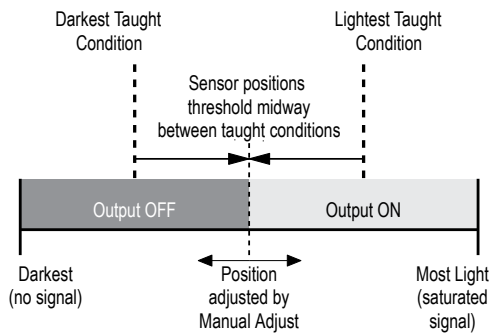 Darkest Taught
Condition
Lightest Taught
Condition
Sensor positions
threshold midway
between taught conditions
Output OFF
Output ON
Darkest
(no signal)
Position
adjusted by
Manual Adjust
Most Light
(saturated
signal)